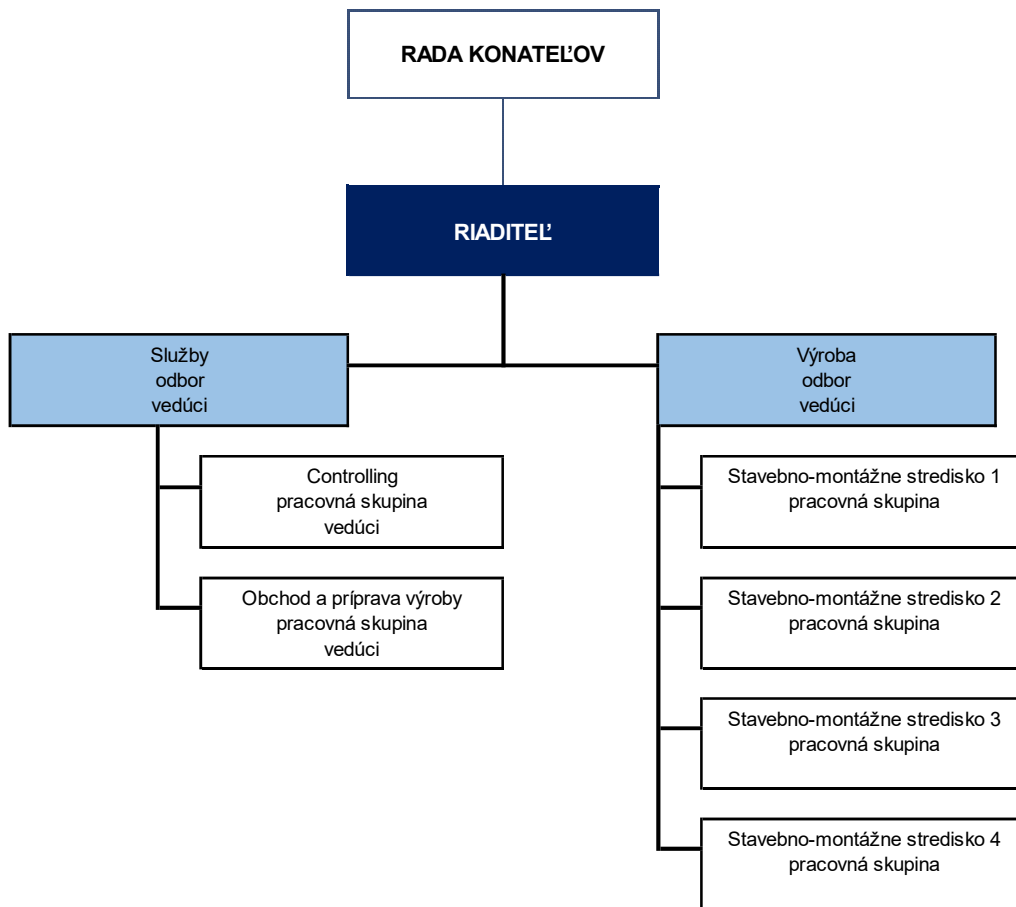 RADA KONATEĽOV
RIADITEĽ
Služby
odbor
vedúci
Controlling
pracovná skupina
vedúci
Obchod a príprava výroby
pracovná skupina
vedúci
Výroba
odbor
vedúci
Stavebno-montážne stredisko 1
pracovná skupina
Stavebno-montážne stredisko 2
pracovná skupina
Stavebno-montážne stredisko 3
pracovná skupina
Stavebno-montážne stredisko 4
pracovná skupina